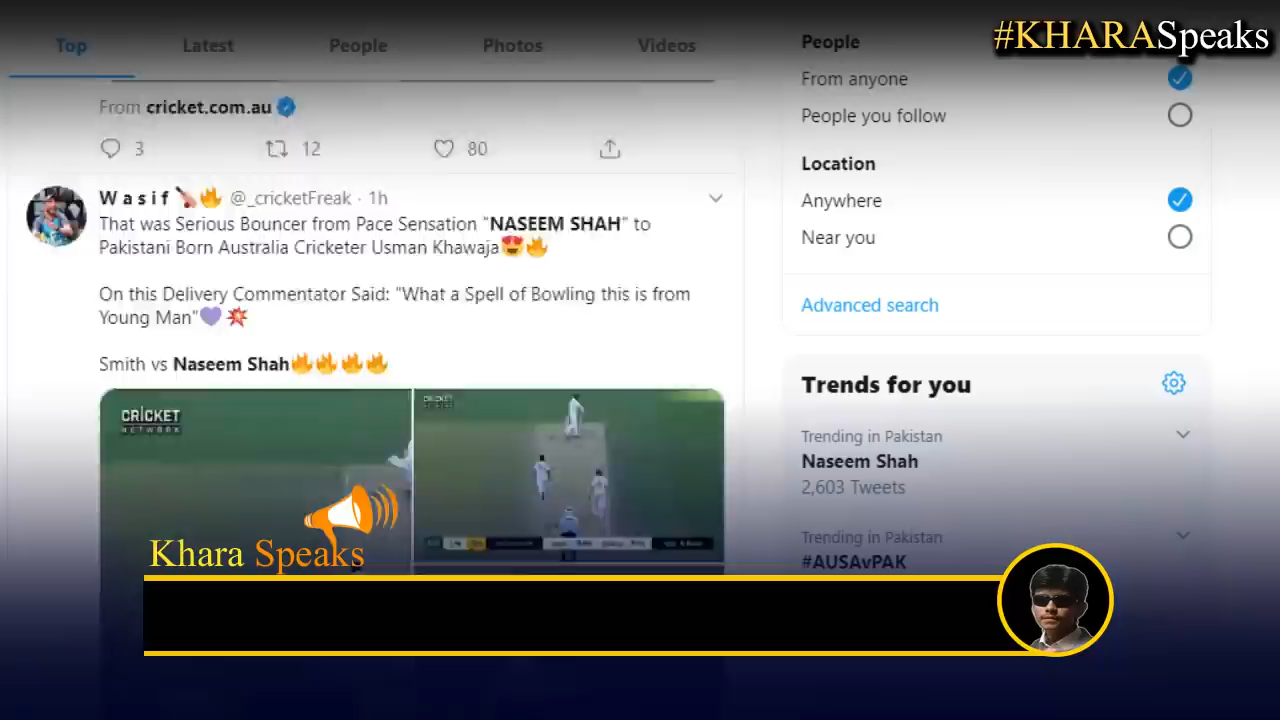 Top Latest People Photos Videos
#KHARASpeaks
People
From anyone
People you follow
Location
Anywhere
Near you
Advanced search
From cricket.com.au
3 12 80
W a s i f @_cricketFreak · 1h
That was Serious Bouncer from Pace Sensation "NASEEM SHAH" to
Pakistani Born Australia Cricketer Usman Khawaja😍🔥
On this Delivery Commentator Said: "What a Spell of Bowling this is from
Young Man"💜💥
Smith vs Naseem Shah🔥🔥🔥🔥
CRICKET
NETWORK
CRICKET
Trends for you
Trending in Pakistan
Naseem Shah
2,603 Tweets
Trending in Pakistan
#AUSAvPAK
Khara Speaks